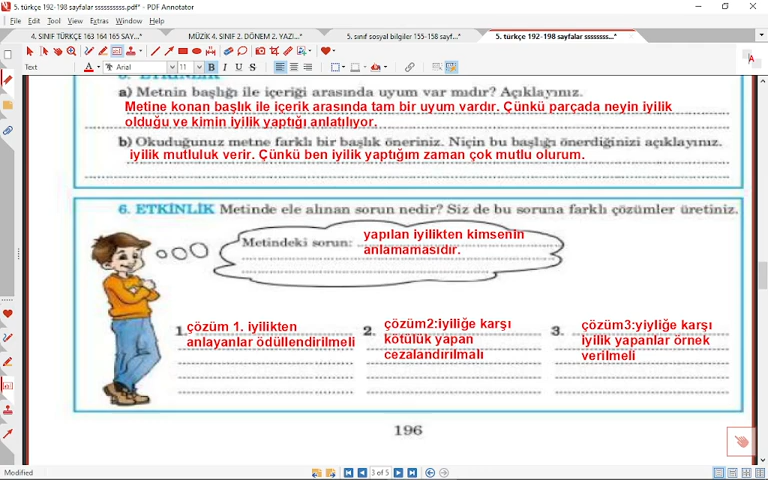 5. türkçe 192-198 sayfalar ssssssssss.pdf* - PDF Annotator
File Edit Tool View Extras Window Help
4. SINIF TÜRKÇE 163 164 165 SAY...* MÜZİK 4. SINIF 2. DÖNEM 2. YAZI...* 5. sınıf sosyal bilgiler 155-158 sayf...* 5. türkçe 192-198 sayfalar ssssssss...*
Text A Arial 11 B I U S
ETKİNLİK
a) Metnin başlığı ile içeriği arasında uyum var mıdır? Açıklayınız.
Metine konan başlık ile içerik arasında tam bir uyum vardır. Çünkü parçada neyin iyilik
olduğu ve kimin iyilik yaptığı anlatılıyor.
b) Okuduğunuz metne farklı bir başlık öneriniz. Niçin bu başlığı önerdiğinizi açıklayınız.
iyilik mutluluk verir. Çünkü ben iyilik yaptığım zaman çok mutlu olurum.
6. ETKİNLİK Metinde ele alınan sorun nedir? Siz de bu soruna farklı çözümler üretiniz.
Metindeki sorun: yapılan iyilikten kimsenin
anlamamasıdır.
1. çözüm 1. iyilikten
anlayanlar ödüllendirilmeli
2. çözüm2:iyiliğe karşı
kötülük yapan
cezalandırılmalı
3. çözüm3:yiyliğe karşı
iyilik yapanlar örnek
verilmeli
196
Modified 3 of 5